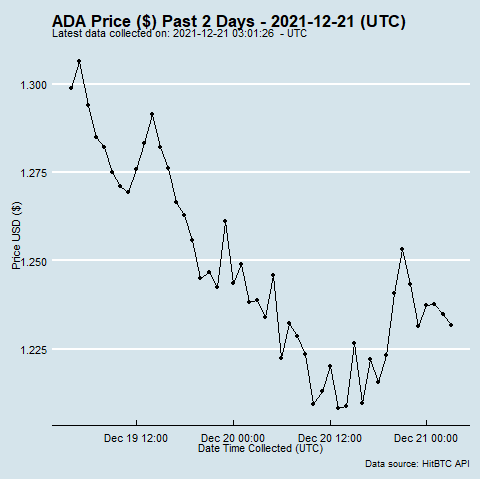 ADA Price ($) Past 2 Days - 2021-12-21 (UTC)
Latest data collected on: 2021-12-21 03:01:26  - UTC
1.300
1.275
1.250
1.225
Price USD ($)
Dec 19 12:00 Dec 20 00:00 Dec 20 12:00 Dec 21 00:00
Date Time Collected (UTC)
Data source: HitBTC API